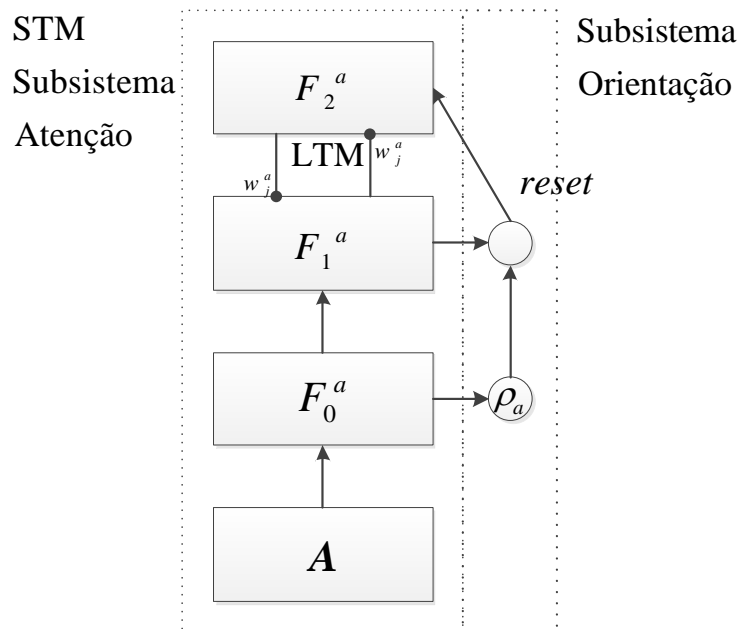 STM
Subsistema
Atenção
Subsistema
Orientação
F₂ᵃ
LTM
wⱼᵃ
wⱼᵃ
reset
F₁ᵃ
F₀ᵃ
ρₐ
A